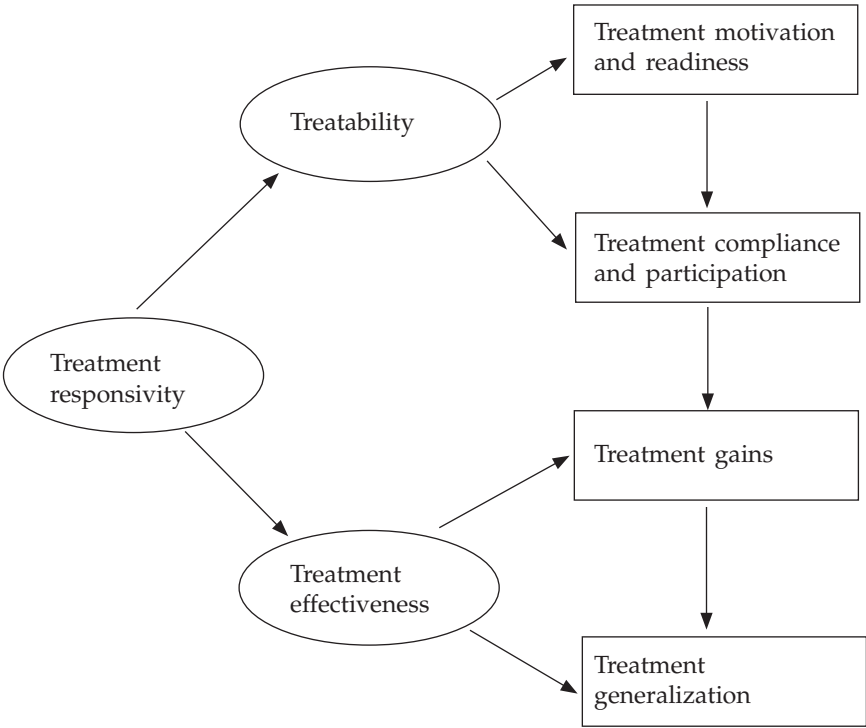 Treatment motivation
and readiness
Treatability
Treatment compliance
and participation
Treatment
responsivity
Treatment gains
Treatment
effectiveness
Treatment
generalization